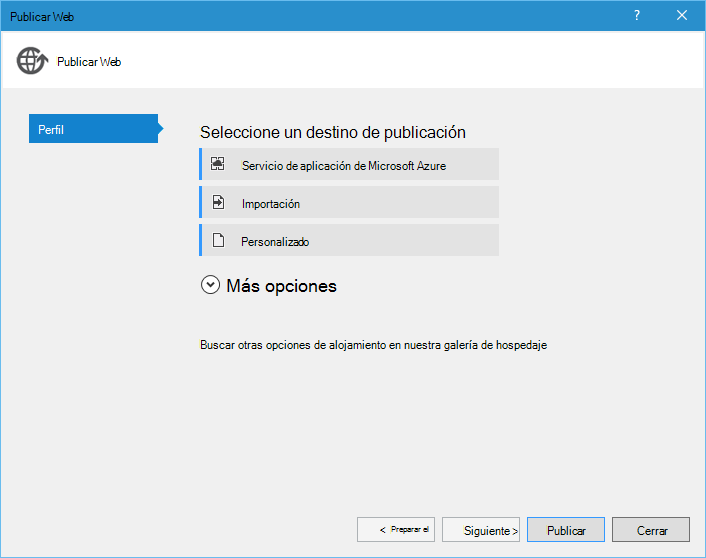 Publicar Web
?
Publicar Web
Perfil
Seleccione un destino de publicación
Servicio de aplicación de Microsoft Azure
Importación
Personalizado
Más opciones
Buscar otras opciones de alojamiento en nuestra galería de hospedaje
< Preparar el
Siguiente >
Publicar
Cerrar